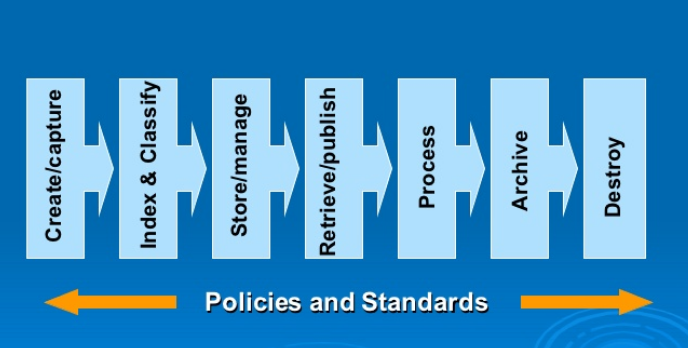 Create/capture
Index & Classify
Store/manage
Retrieve/publish
Process
Archive
Destroy
Policies and Standards